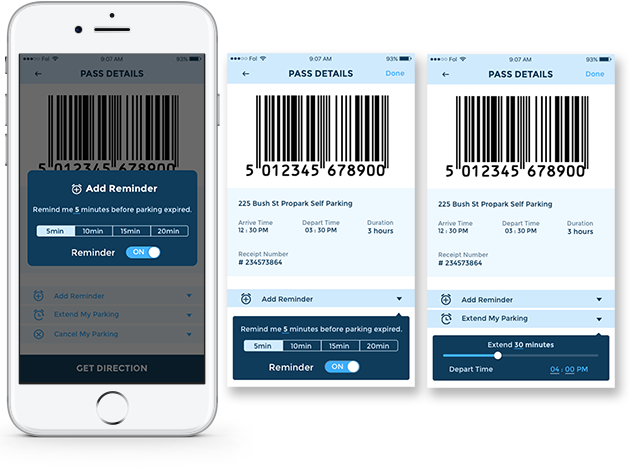 9:07 AM 93%
PASS DETAILS
5 012345 678900
Add Reminder
Remind me 5 minutes before parking expired.
5min 10min 15min 20min
Reminder ON
Add Reminder
Extend My Parking
Cancel My Parking
GET DIRECTION
Fol 9:07 AM 93%
PASS DETAILS Done
5 012345 678900
225 Bush St Propark Self Parking
Arrive Time Depart Time Duration
12 : 30 PM 03 : 30 PM 3 hours
Receipt Number
# 234573864
Add Reminder
Remind me 5 minutes before parking expired.
5min 10min 15min 20min
Reminder ON
Fol 9:07 AM 93%
PASS DETAILS Done
5 012345 678900
225 Bush St Propark Self Parking
Arrive Time Depart Time Duration
12 : 30 PM 03 : 30 PM 3 hours
Receipt Number
# 234573864
Add Reminder
Extend My Parking
Extend 30 minutes
Depart Time 04 : 00 PM